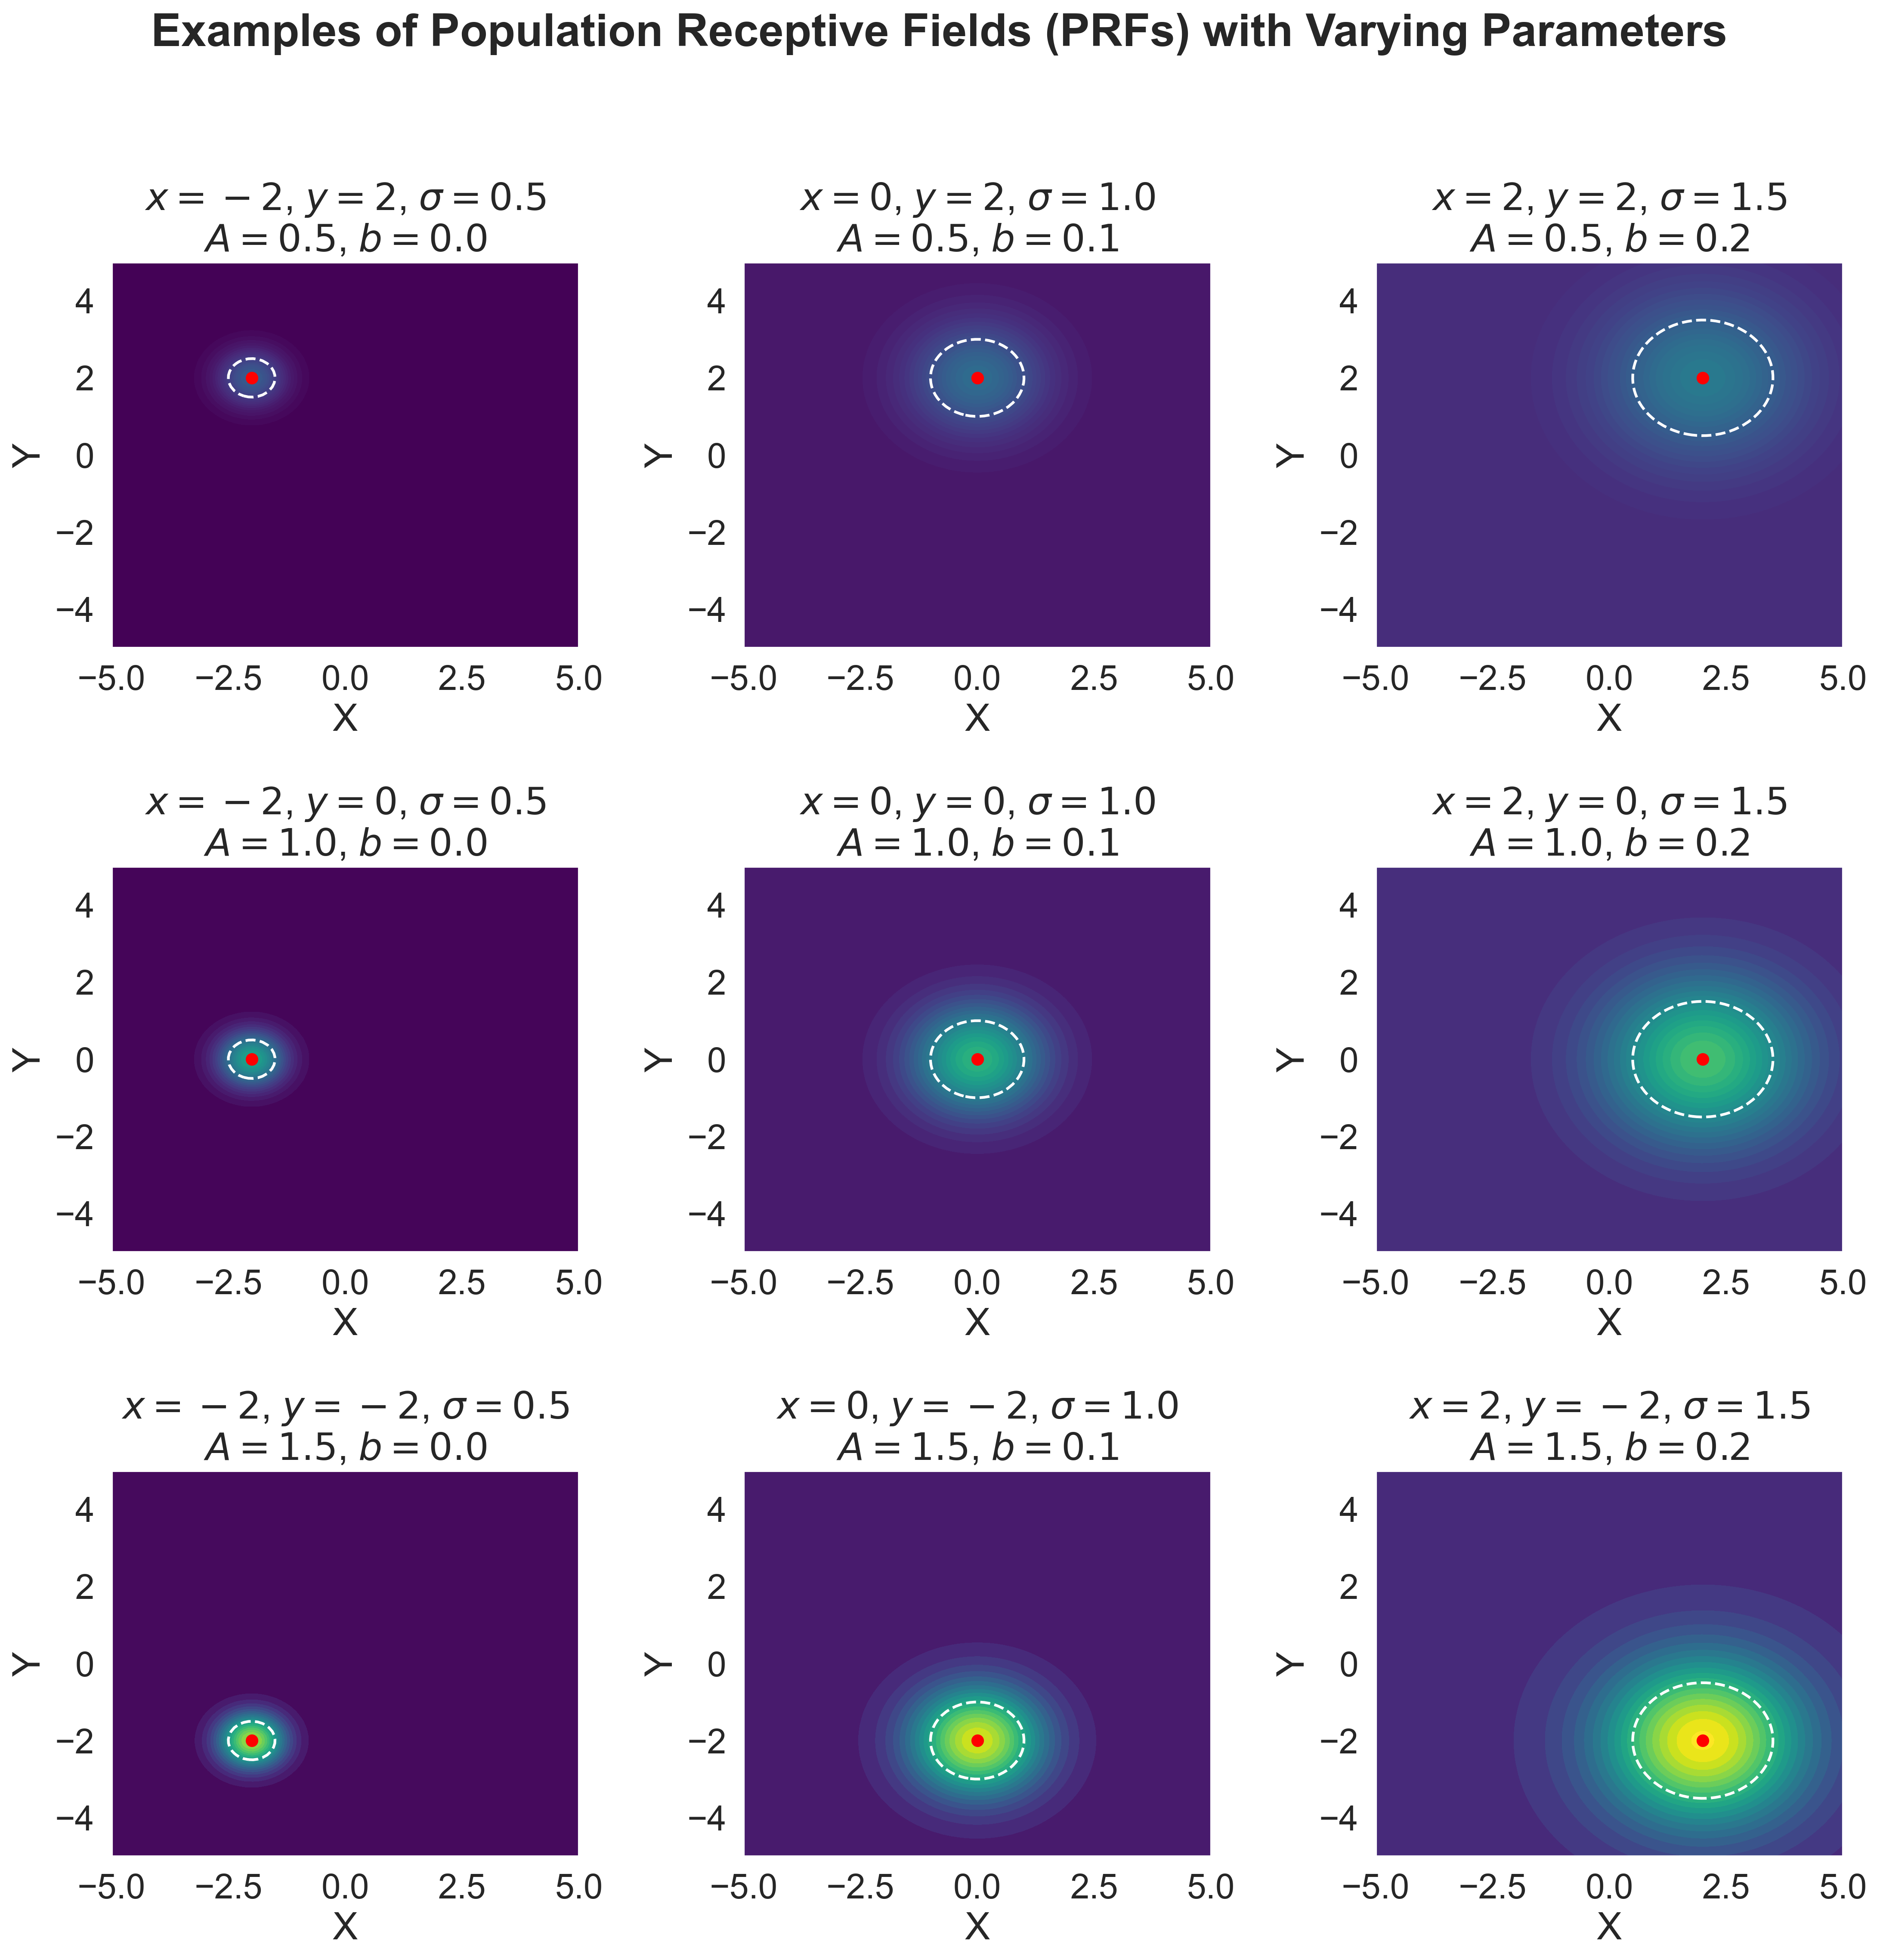 Examples of Population Receptive Fields (PRFs) with Varying Parameters
x = −2, y = 2, σ = 0.5
A = 0.5, b = 0.0
x = 0, y = 2, σ = 1.0
A = 0.5, b = 0.1
x = 2, y = 2, σ = 1.5
A = 0.5, b = 0.2
4
2
0
−2
−4
Y
−5.0 −2.5 0.0 2.5 5.0
X
4
2
0
−2
−4
Y
−5.0 −2.5 0.0 2.5 5.0
X
4
2
0
−2
−4
Y
−5.0 −2.5 0.0 2.5 5.0
X
x = −2, y = 0, σ = 0.5
A = 1.0, b = 0.0
x = 0, y = 0, σ = 1.0
A = 1.0, b = 0.1
x = 2, y = 0, σ = 1.5
A = 1.0, b = 0.2
4
2
0
−2
−4
Y
−5.0 −2.5 0.0 2.5 5.0
X
4
2
0
−2
−4
Y
−5.0 −2.5 0.0 2.5 5.0
X
4
2
0
−2
−4
Y
−5.0 −2.5 0.0 2.5 5.0
X
x = −2, y = −2, σ = 0.5
A = 1.5, b = 0.0
x = 0, y = −2, σ = 1.0
A = 1.5, b = 0.1
x = 2, y = −2, σ = 1.5
A = 1.5, b = 0.2
4
2
0
−2
−4
Y
−5.0 −2.5 0.0 2.5 5.0
X
4
2
0
−2
−4
Y
−5.0 −2.5 0.0 2.5 5.0
X
4
2
0
−2
−4
Y
−5.0 −2.5 0.0 2.5 5.0
X